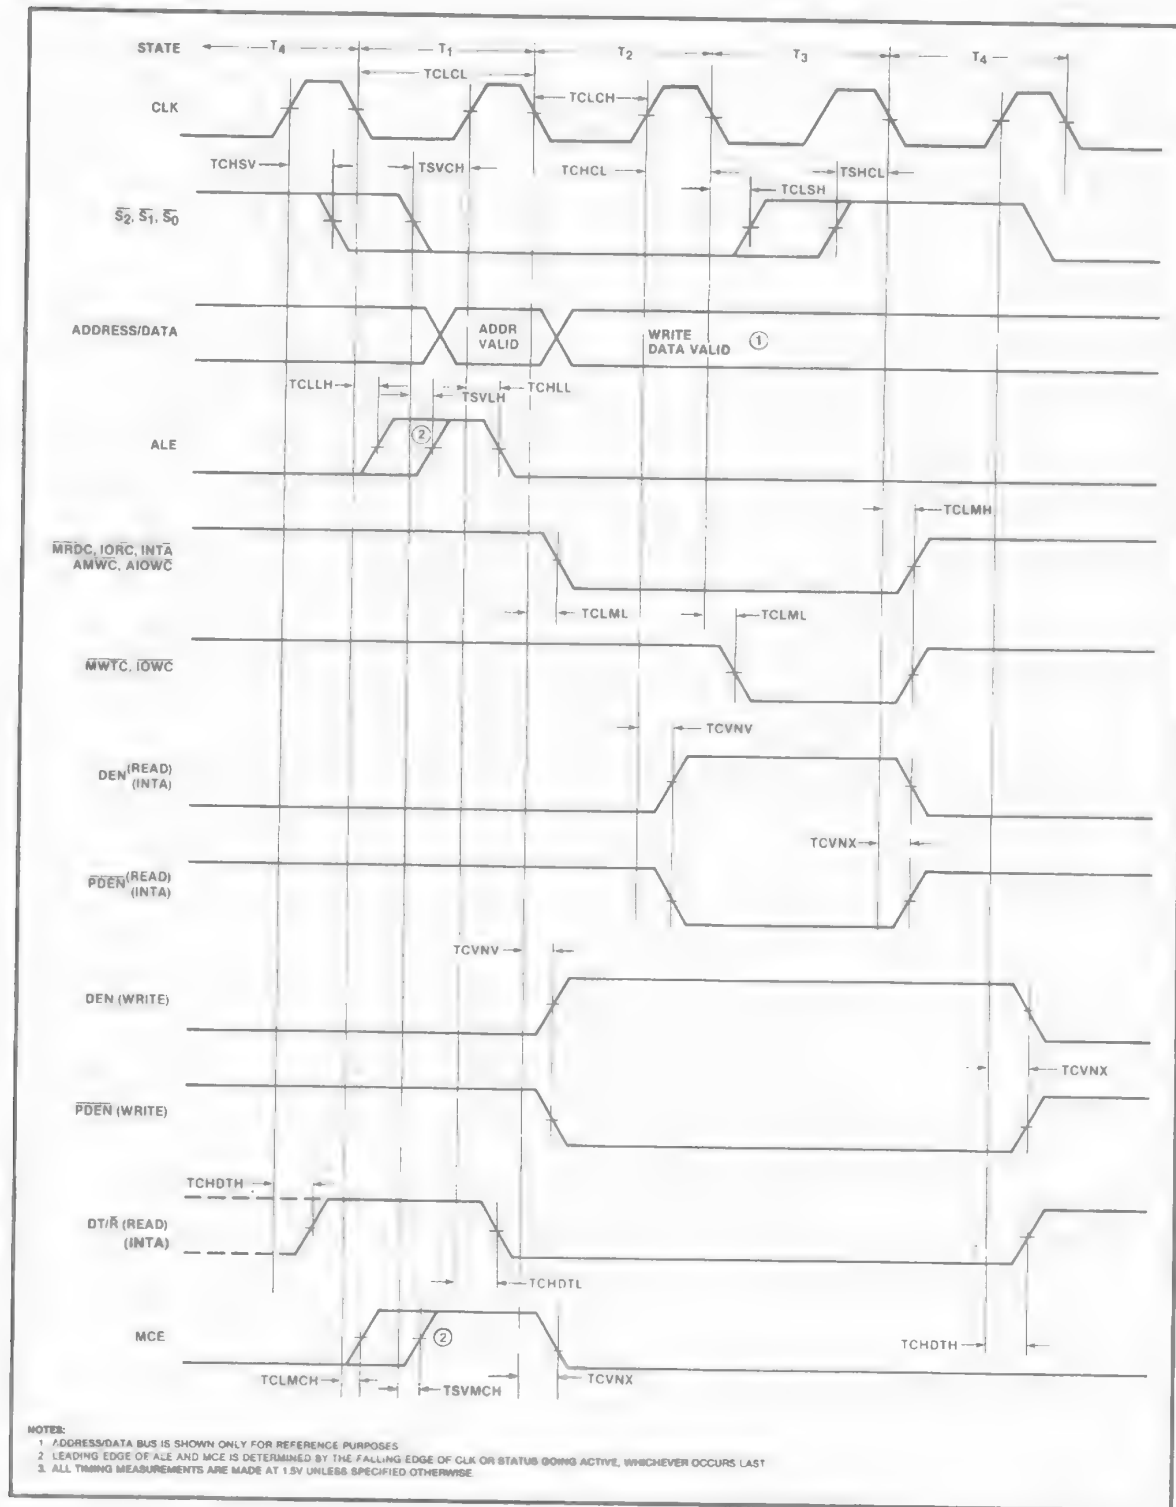 STATE T4 T1 T2 T3 T4
TCLCL
CLK
TCLCH
TCHSV TSVCH TCHCL TSHCL
TCLSH
S2, S1, S0
ADDRESS/DATA
ADDR
VALID
WRITE
DATA VALID 1
TCLLH TSVLH TCHLL
ALE 2
TCLMH
MRDC, IORC, INTA
AMWC, AIOWC
TCLML TCLML
MWTC, IOWC
TCVNV
DEN (READ)
(INTA)
TCVNX
PDEN (READ)
(INTA)
TCVNV
DEN (WRITE)
TCVNX
PDEN (WRITE)
TCHDTH
DT/R (READ)
(INTA)
TCHDTL
MCE 2
TCHDTH
TCLMCH TSVMCH TCVNX
NOTES:
1 ADDRESS/DATA BUS IS SHOWN ONLY FOR REFERENCE PURPOSES
2 LEADING EDGE OF ALE AND MCE IS DETERMINED BY THE FALLING EDGE OF CLK OR STATUS GOING ACTIVE, WHICHEVER OCCURS LAST
3. ALL TIMING MEASUREMENTS ARE MADE AT 1.5V UNLESS SPECIFIED OTHERWISE.